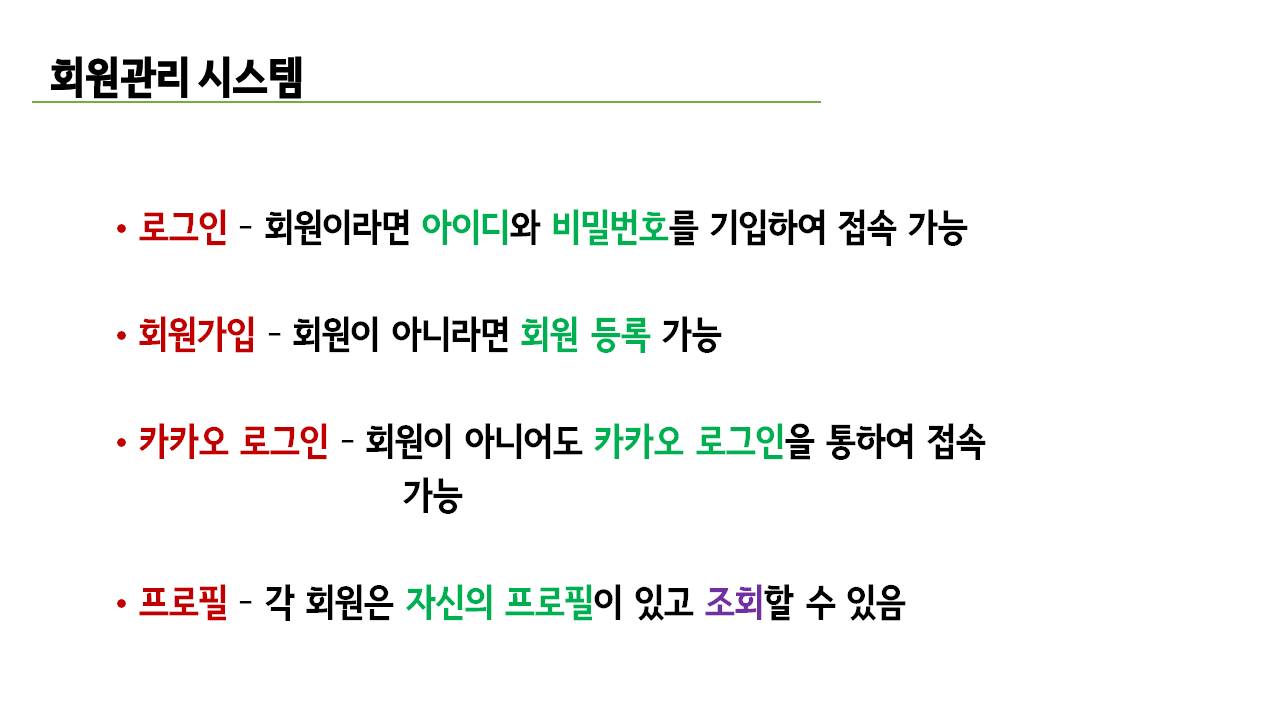 회원관리 시스템
• 로그인 – 회원이라면 아이디와 비밀번호를 기입하여 접속 가능
• 회원가입 – 회원이 아니라면 회원 등록 가능
• 카카오 로그인 – 회원이 아니어도 카카오 로그인을 통하여 접속
가능
• 프로필 – 각 회원은 자신의 프로필이 있고 조회할 수 있음